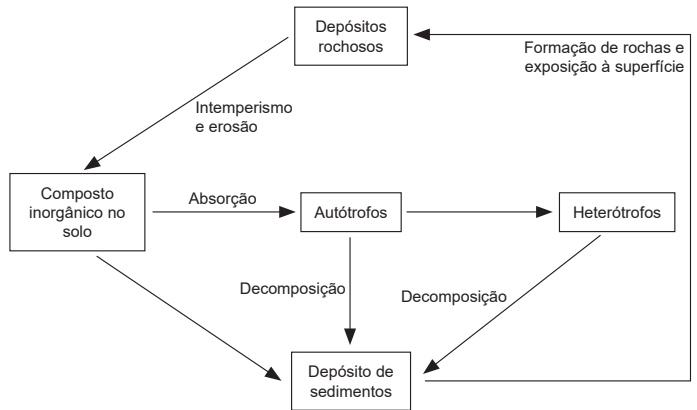 Depósitos
rochosos
Formação de rochas e
exposição à superfície
Intemperismo
e erosão
Composto
inorgânico no
solo
Absorção
Autótrofos
Heterótrofos
Decomposição
Decomposição
Depósito de
sedimentos